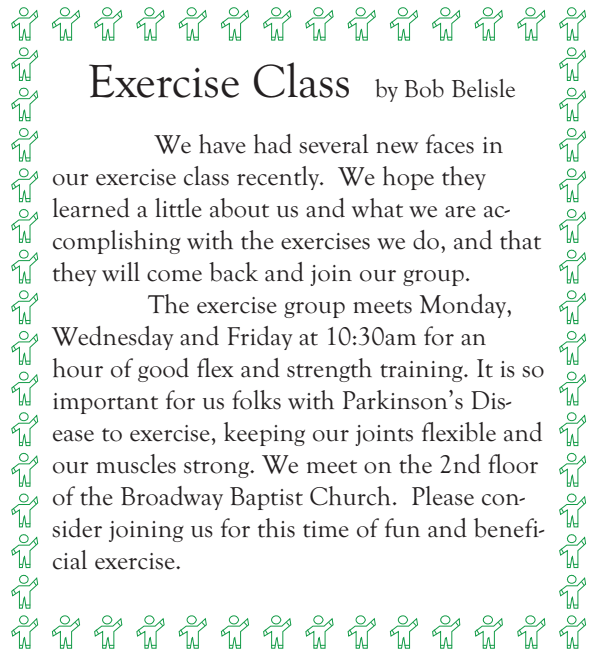 Exercise Class by Bob Belisle
We have had several new faces in
our exercise class recently. We hope they
learned a little about us and what we are ac-
complishing with the exercises we do, and that
they will come back and join our group.
The exercise group meets Monday,
Wednesday and Friday at 10:30am for an
hour of good flex and strength training. It is so
important for us folks with Parkinson's Dis-
ease to exercise, keeping our joints flexible and
our muscles strong. We meet on the 2nd floor
of the Broadway Baptist Church. Please con-
sider joining us for this time of fun and benefi-
cial exercise.